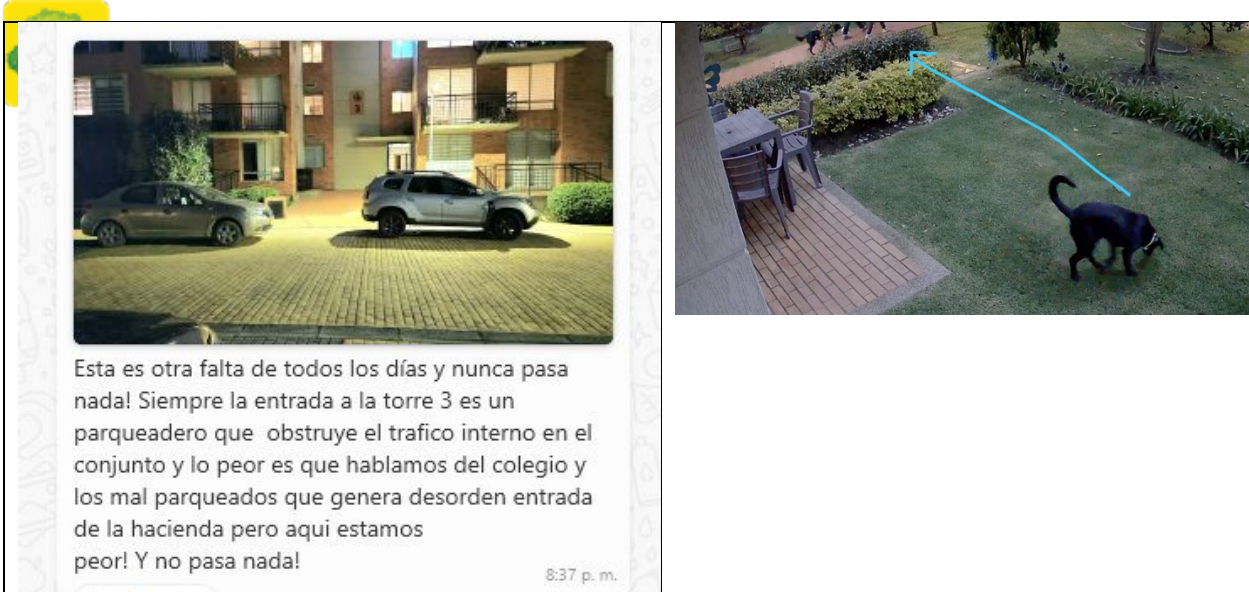 Esta es otra falta de todos los días y nunca pasa
nada! Siempre la entrada a la torre 3 es un
parqueadero que  obstruye el trafico interno en el
conjunto y lo peor es que hablamos del colegio y
los mal parqueados que genera desorden entrada
de la hacienda pero aqui estamos
peor! Y no pasa nada!
8:37 p. m.